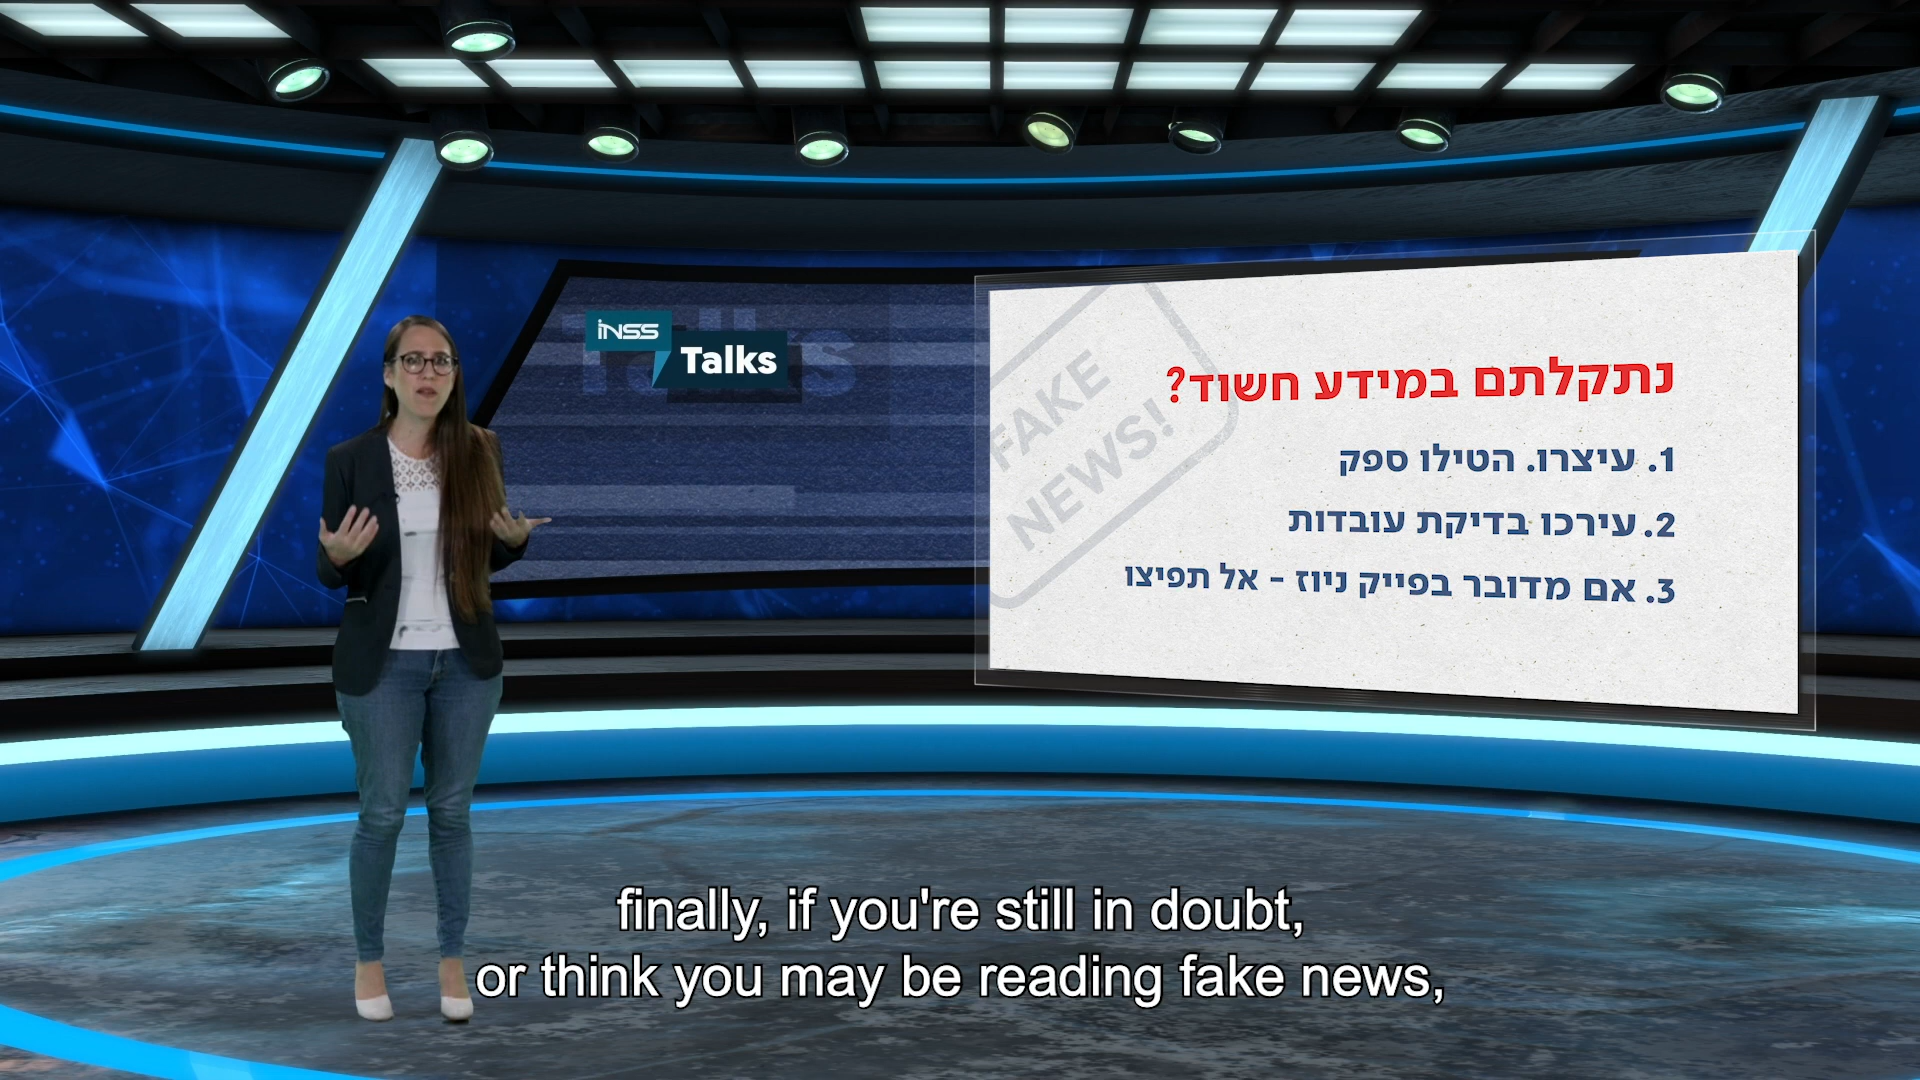 INSS
Talks
FAKE
NEWS!
נתקלתם במידע חשוד?
1. עיצרו. הטילו ספק
2. עירכו בדיקת עובדות
3. אם מדובר בפייק ניוז - אל תפיצו
finally, if you're still in doubt,
or think you may be reading fake news,